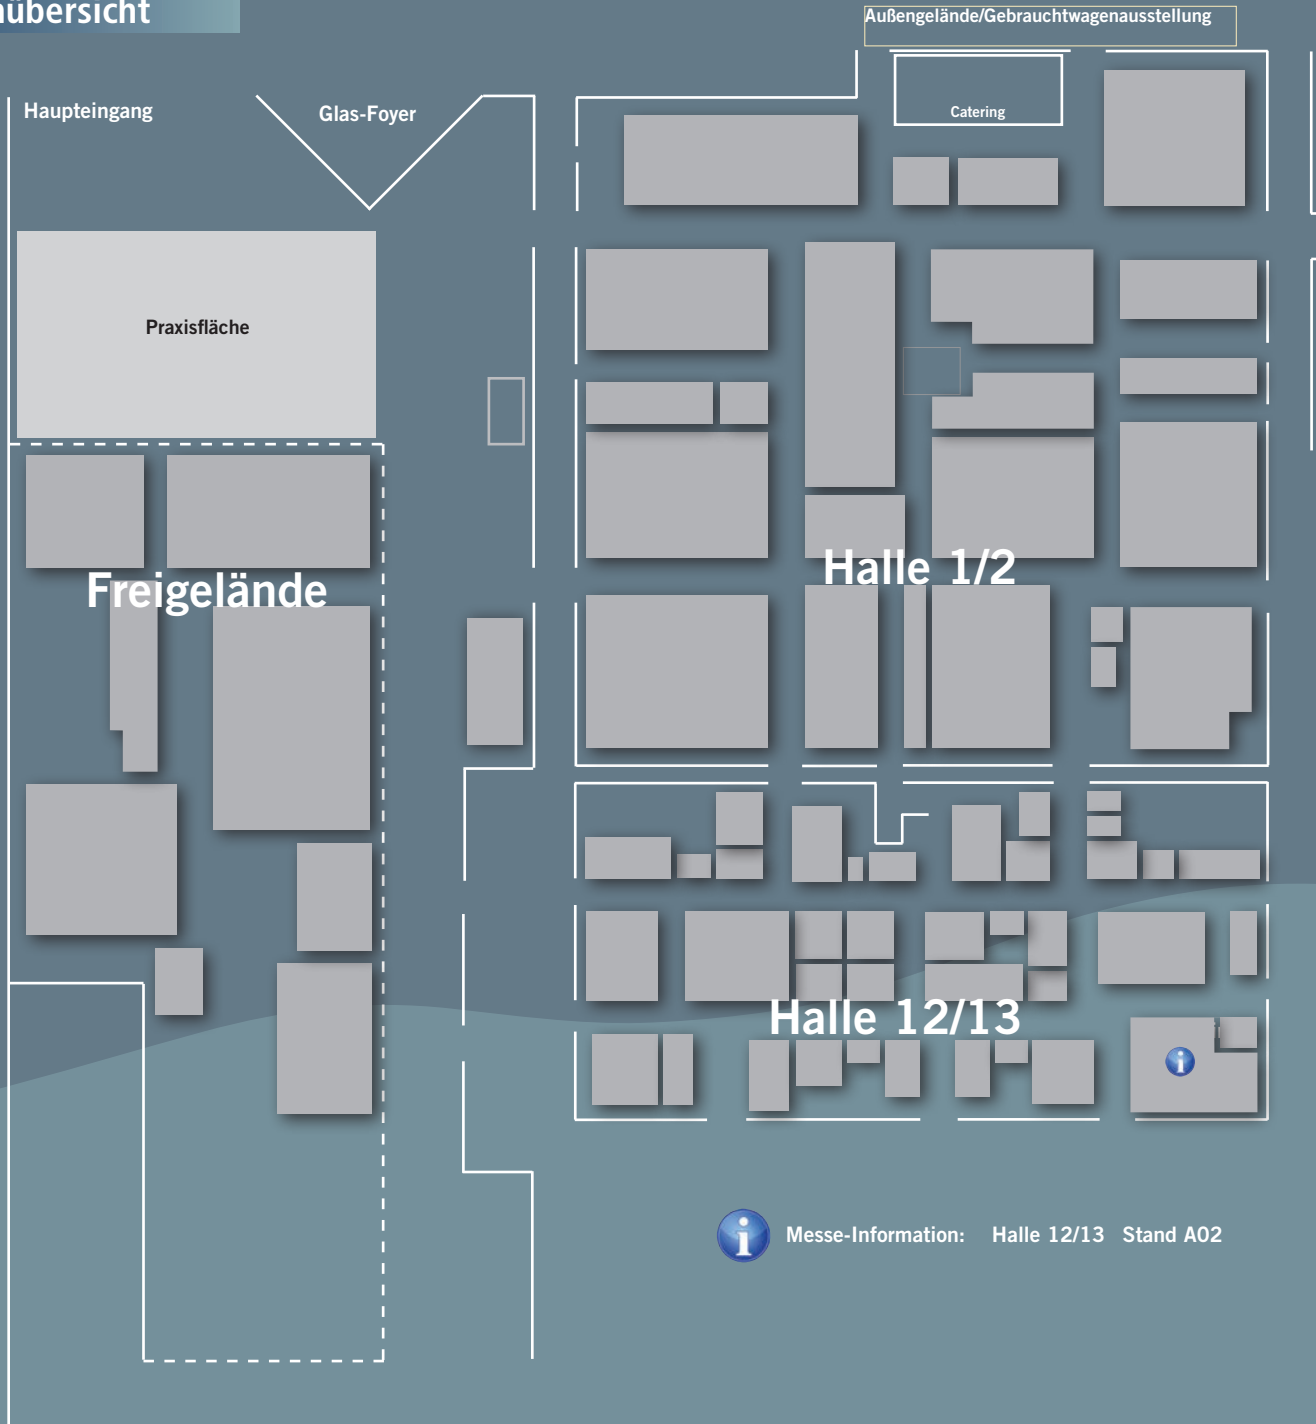 Außengelände/Gebrauchtwagenausstellung
Haupteingang
Glas-Foyer
Catering
Praxisfläche
Halle 1/2
Freigelände
Halle 12/13
Messe-Information: Halle 12/13 Stand A02